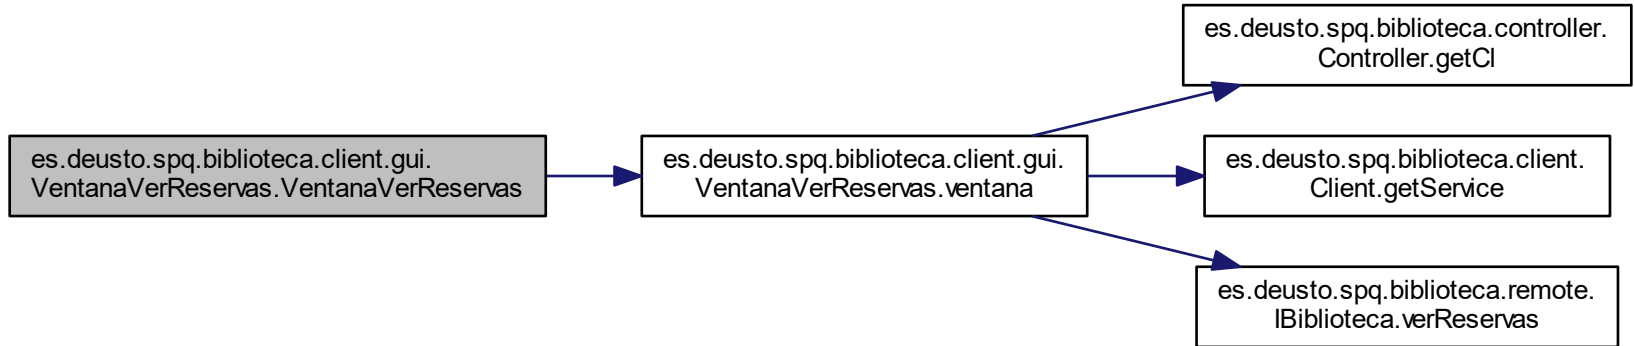 es.deusto.spq.biblioteca.client.gui.
VentanaVerReservas.VentanaVerReservas
es.deusto.spq.biblioteca.client.gui.
VentanaVerReservas.ventana
es.deusto.spq.biblioteca.controller.
Controller.getCl
es.deusto.spq.biblioteca.client.
Client.getService
es.deusto.spq.biblioteca.remote.
IBiblioteca.verReservas